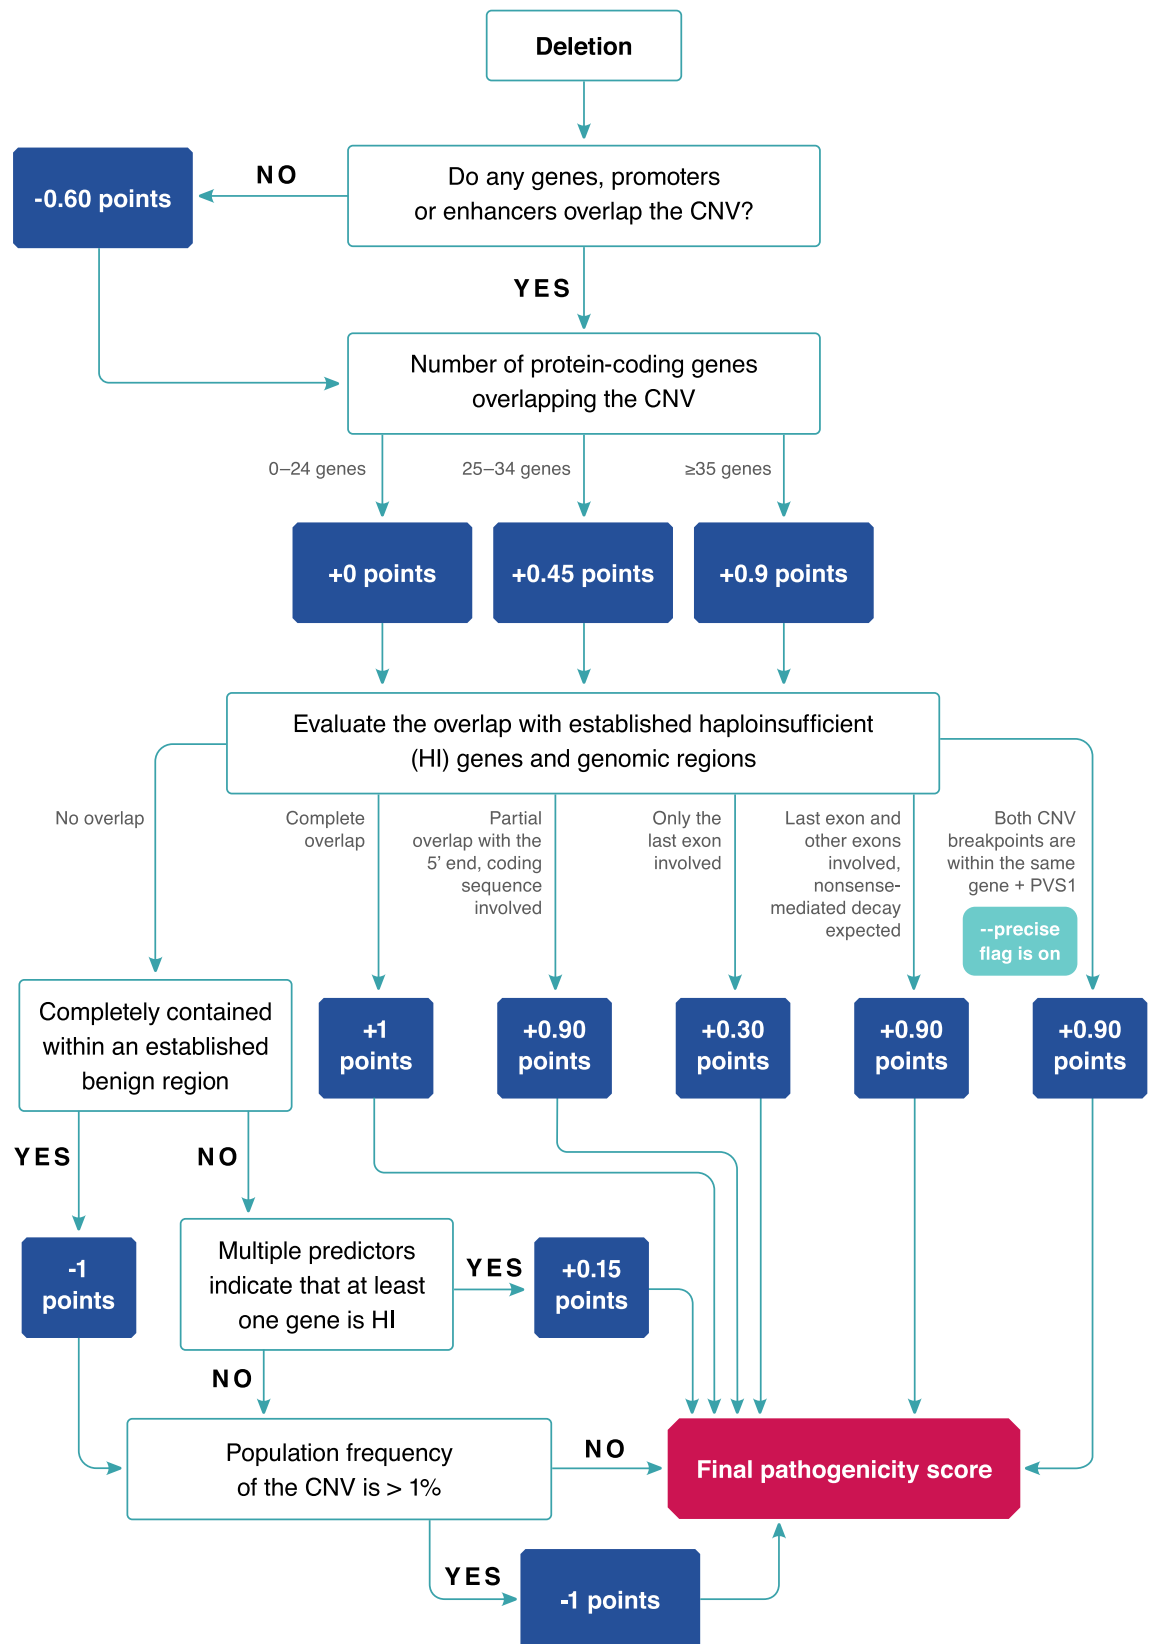 Deletion
NO
-0.60 points
Do any genes, promoters
or enhancers overlap the CNV?
YES
Number of protein-coding genes
overlapping the CNV
0–24 genes
25–34 genes
≥35 genes
+0 points
+0.45 points
+0.9 points
Evaluate the overlap with established haploinsufficient
(HI) genes and genomic regions
No overlap
Complete
overlap
Partial
overlap with the
5’ end, coding
sequence
involved
Only the
last exon
involved
Last exon and
other exons
involved,
nonsense-
mediated decay
expected
Both CNV
breakpoints are
within the same
gene + PVS1
--precise
flag is on
Completely contained
within an established
benign region
+1
points
+0.90
points
+0.30
points
+0.90
points
+0.90
points
YES
NO
-1
points
Multiple predictors
indicate that at least
one gene is HI
YES
+0.15
points
NO
Population frequency
of the CNV is > 1%
NO
Final pathogenicity score
YES
-1 points